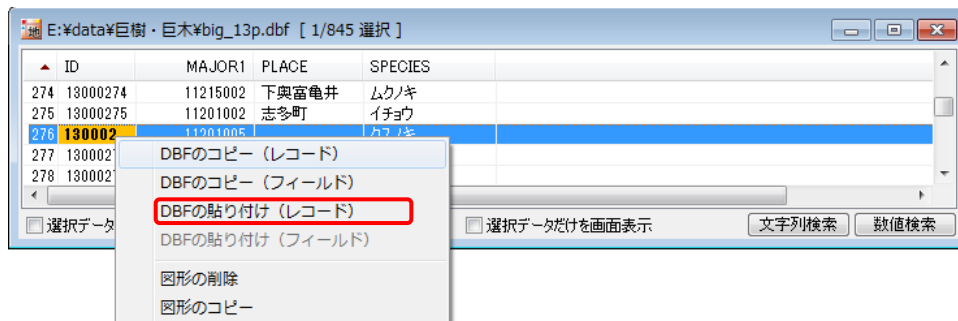 地 E:¥data¥巨樹・巨木¥big_13p.dbf [ 1/845 選択 ]
ID MAJOR1 PLACE SPECIES
274 13000274 11215002 下奥富亀井 ムクノキ
275 13000275 11201002 志多町 イチョウ
276 130002 11201005 クスノキ
277 130002
278 130002
DBFのコピー（レコード）
DBFのコピー（フィールド）
DBFの貼り付け（レコード）
選択データ 選択データだけを画面表示 文字列検索 数値検索
DBFの貼り付け（フィールド）
図形の削除
図形のコピー